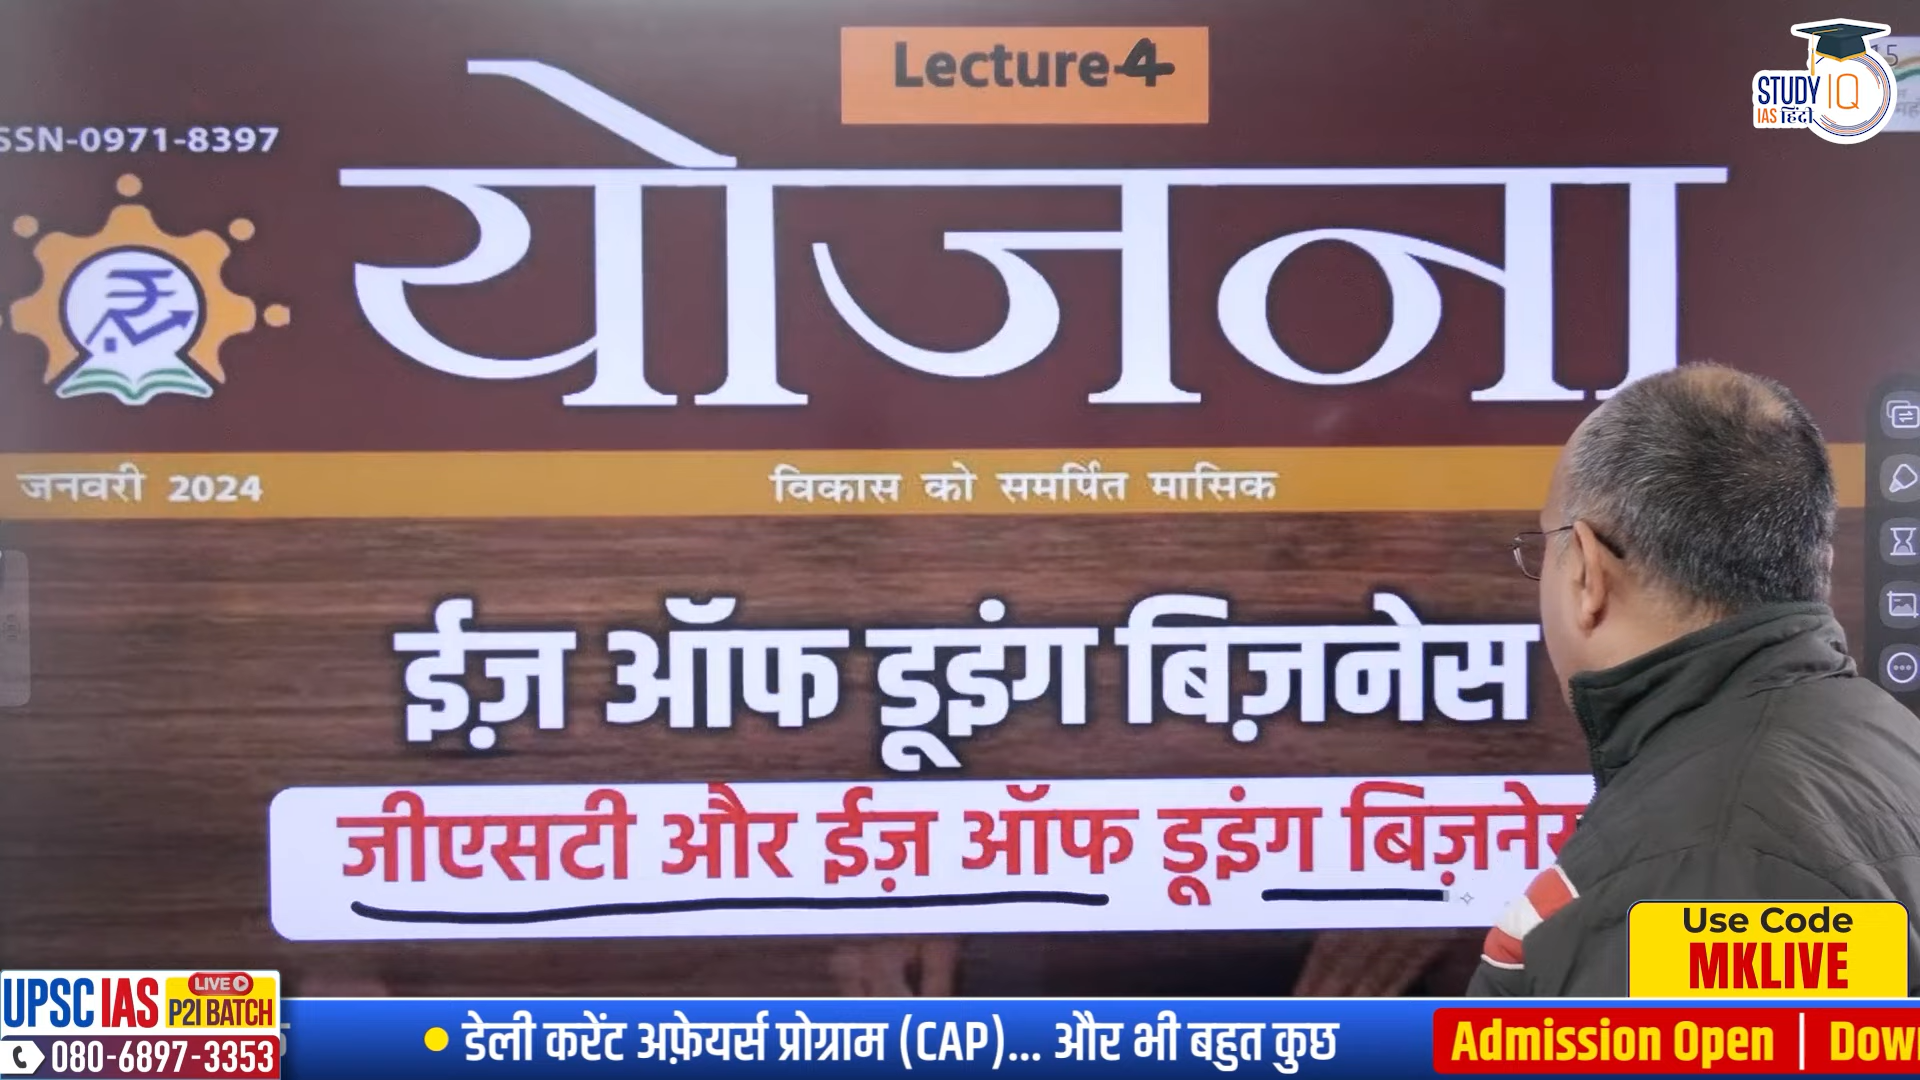 Lecture-4
STUDY IQ
IAS हिंदी
SSN-0971-8397
योजना
जनवरी 2024
विकास को समर्पित मासिक
ईज़ ऑफ डूइंग बिज़नेस
जीएसटी और ईज़ ऑफ डूइंग बिज़ने
Use Code
MKLIVE
UPSC IAS LIVE P2I BATCH
080-6897-3353
डेली करेंट अफ़ेयर्स प्रोग्राम (CAP)... और भी बहुत कुछ
Admission Open | Dow